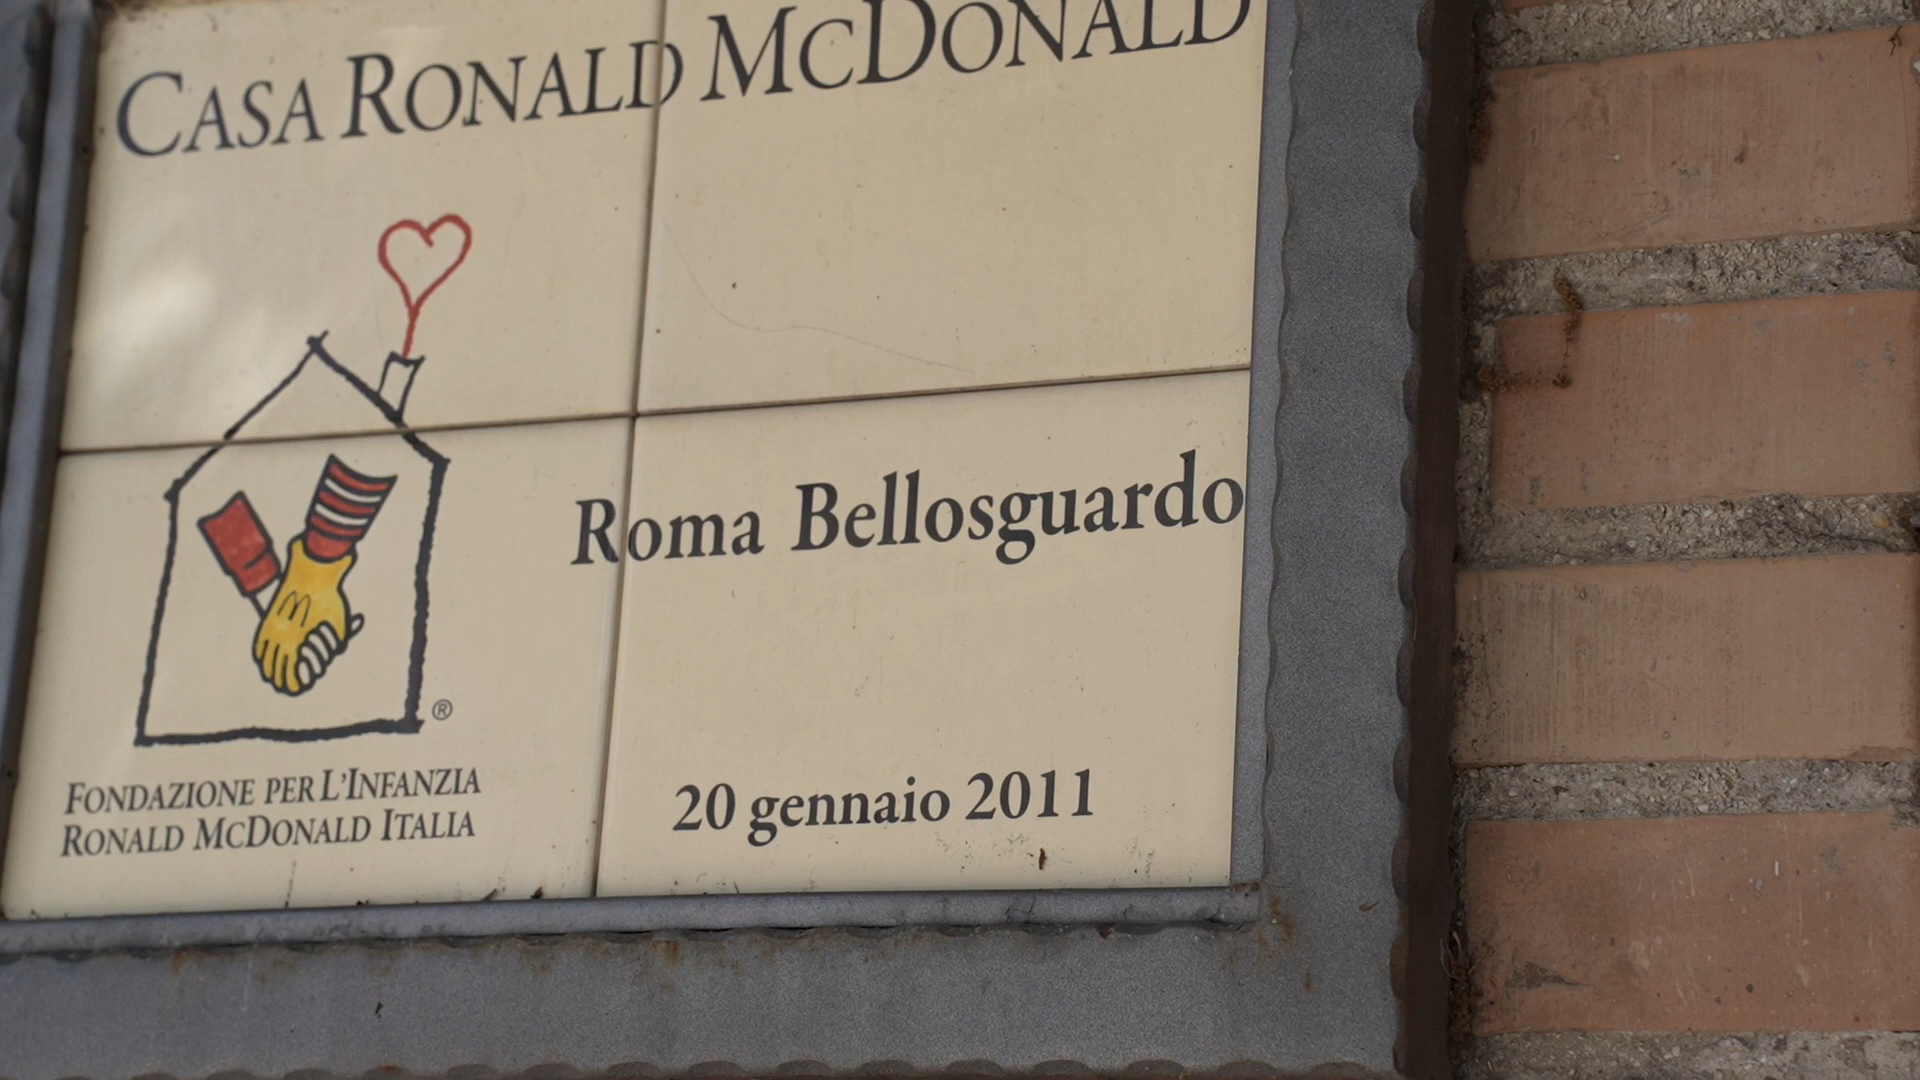 CASA RONALD MCDONALD
Roma Bellosguardo
®
FONDAZIONE PER L'INFANZIA
RONALD MCDONALD ITALIA
20 gennaio 2011